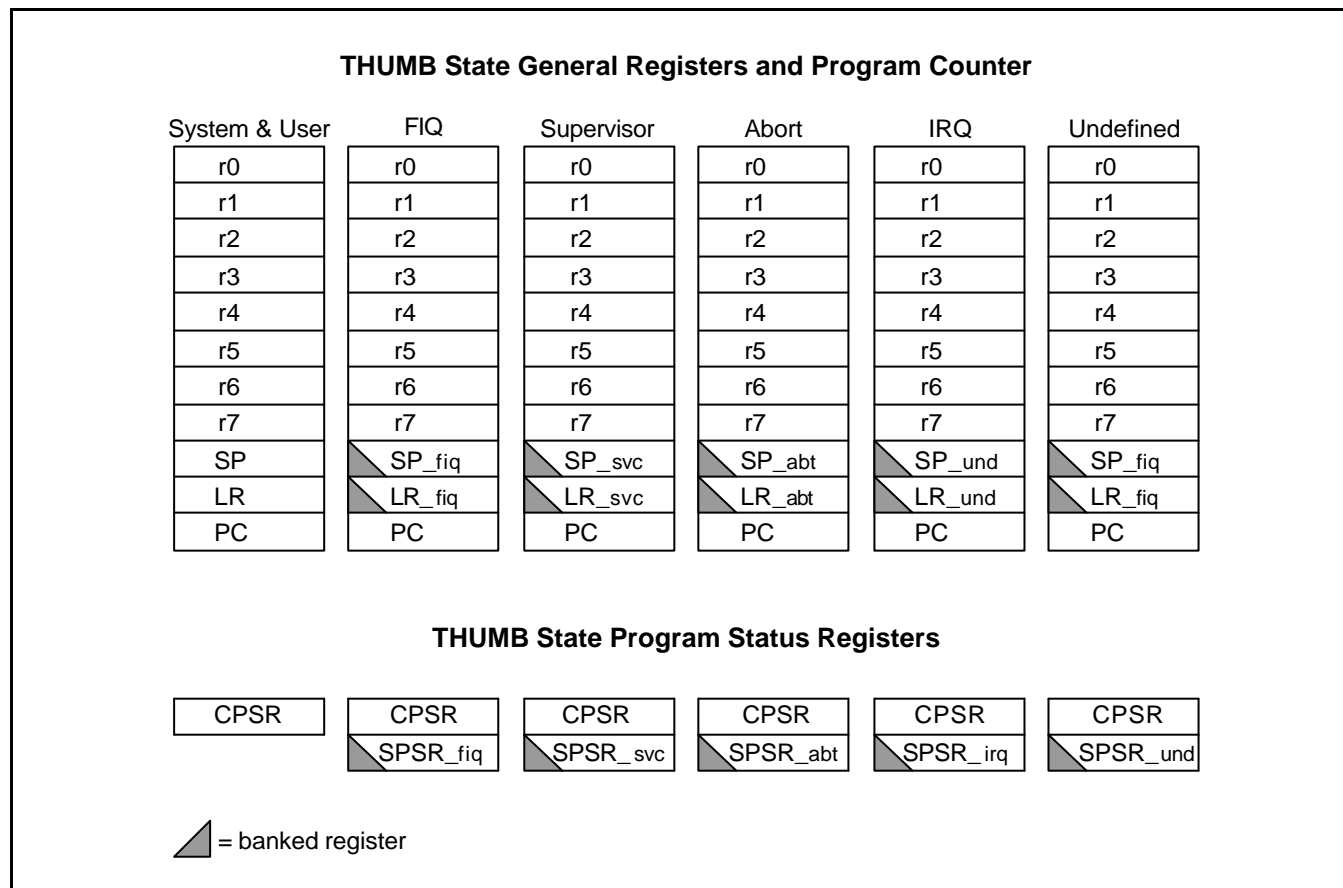 THUMB State General Registers and Program Counter
System & User FIQ Supervisor Abort IRQ Undefined
r0 r0 r0 r0 r0 r0
r1 r1 r1 r1 r1 r1
r2 r2 r2 r2 r2 r2
r3 r3 r3 r3 r3 r3
r4 r4 r4 r4 r4 r4
r5 r5 r5 r5 r5 r5
r6 r6 r6 r6 r6 r6
r7 r7 r7 r7 r7 r7
SP SP_fiq SP_svc SP_abt SP_und SP_fiq
LR LR_fiq LR_svc LR_abt LR_und LR_fiq
PC PC PC PC PC PC
THUMB State Program Status Registers
CPSR CPSR CPSR CPSR CPSR CPSR
SPSR_fiq SPSR_svc SPSR_abt SPSR_irq SPSR_und
= banked register